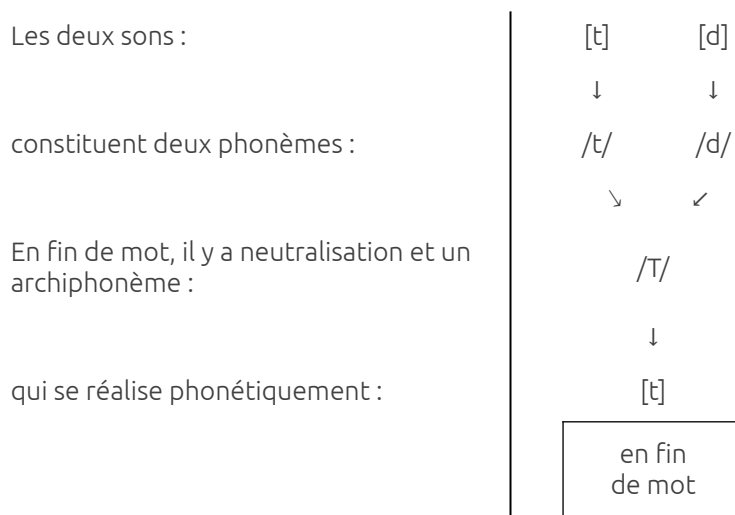 Les deux sons : [t] [d]
↓ ↓
constituent deux phonèmes : /t/ /d/
↘ ↙
En fin de mot, il y a neutralisation et un
archiphonème : /T/
↓
qui se réalise phonétiquement : [t]
en fin
de mot